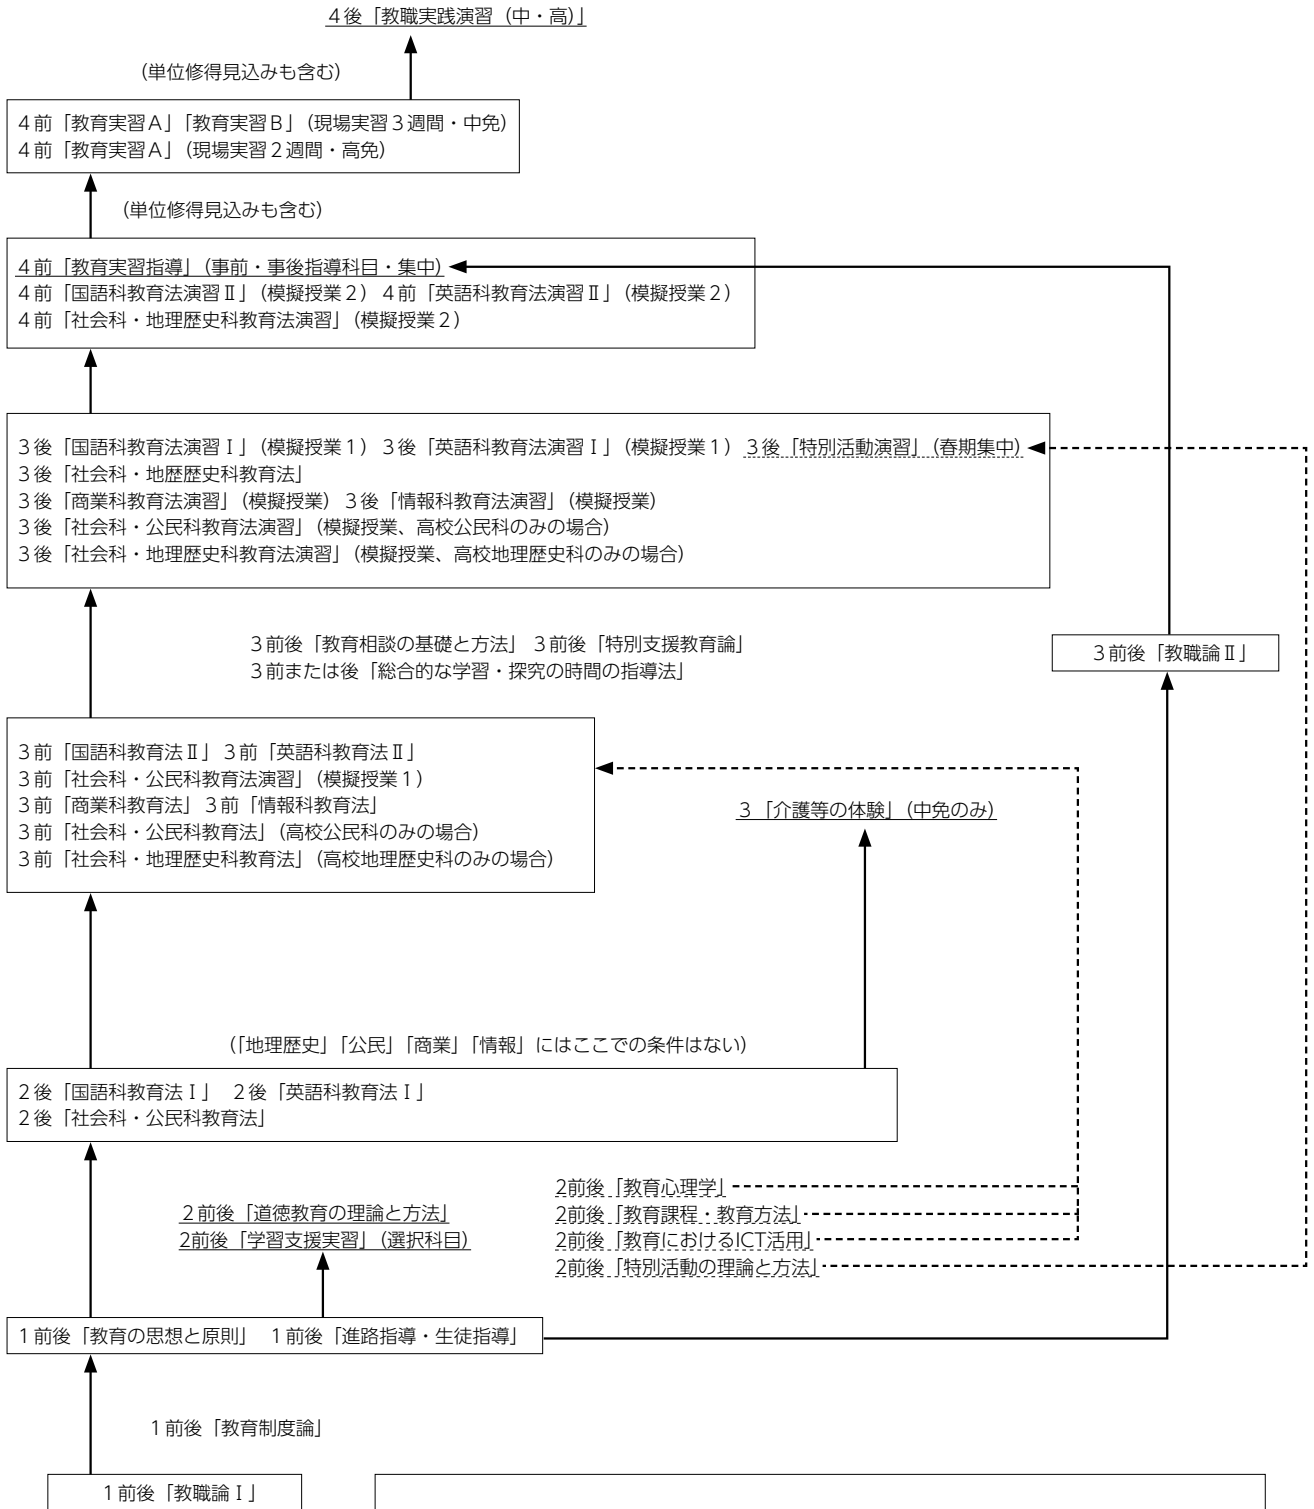 ４後「教職実践演習（中・高）」
（単位修得見込みも含む）
４前「教育実習Ａ」「教育実習Ｂ」（現場実習３週間・中免）
４前「教育実習Ａ」（現場実習２週間・高免）
（単位修得見込みも含む）
４前「教育実習指導」（事前・事後指導科目・集中）
４前「国語科教育法演習Ⅱ」（模擬授業２）４前「英語科教育法演習Ⅱ」（模擬授業２）
４前「社会科・地理歴史科教育法演習」（模擬授業２）
３後「国語科教育法演習Ⅰ」（模擬授業１）３後「英語科教育法演習Ⅰ」（模擬授業１）３後「特別活動演習」（春期集中）
３後「社会科・地歴歴史科教育法」
３後「商業科教育法演習」（模擬授業）３後「情報科教育法演習」（模擬授業）
３後「社会科・公民科教育法演習」（模擬授業、高校公民科のみの場合）
３後「社会科・地理歴史科教育法演習」（模擬授業、高校地理歴史科のみの場合）
３前後「教育相談の基礎と方法」３前後「特別支援教育論」
３前または後「総合的な学習・探究の時間の指導法」
３前後「教職論Ⅱ」
３前「国語科教育法Ⅱ」３前「英語科教育法Ⅱ」
３前「社会科・公民科教育法演習」（模擬授業１）
３前「商業科教育法」３前「情報科教育法」
３前「社会科・公民科教育法」（高校公民科のみの場合）
３前「社会科・地理歴史科教育法」（高校地理歴史科のみの場合）
３「介護等の体験」（中免のみ）
（「地理歴史」「公民」「商業」「情報」にはここでの条件はない）
２後「国語科教育法Ⅰ」　２後「英語科教育法Ⅰ」
２後「社会科・公民科教育法」
2前後「教育心理学」
2前後「教育課程・教育方法」
2前後「教育におけるICT活用」
2前後「特別活動の理論と方法」
２前後「道徳教育の理論と方法」
2前後「学習支援実習」（選択科目）
１前後「教育の思想と原則」　１前後「進路指導・生徒指導」
１前後「教育制度論」
１前後「教職論Ⅰ」